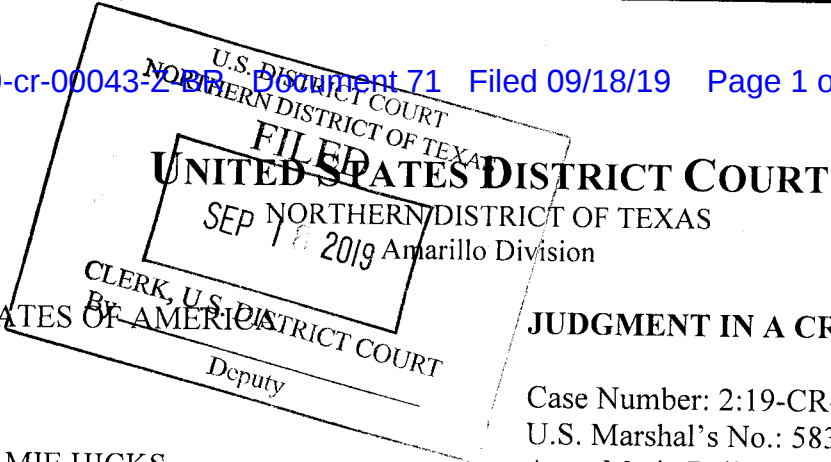 -cr-00043-Z-BR Document 71 Filed 09/18/19 Page 1 o
U.S. DISTRICT COURT
NORTHERN DISTRICT OF TEXAS
FILED
SEP 18 2019
CLERK, U.S. DISTRICT COURT
By
Deputy
UNITED STATES DISTRICT COURT
NORTHERN DISTRICT OF TEXAS
Amarillo Division
ATES OF AMERICA
JUDGMENT IN A CR
Case Number: 2:19-CR-
U.S. Marshal's No.: 583
MIE HICKS